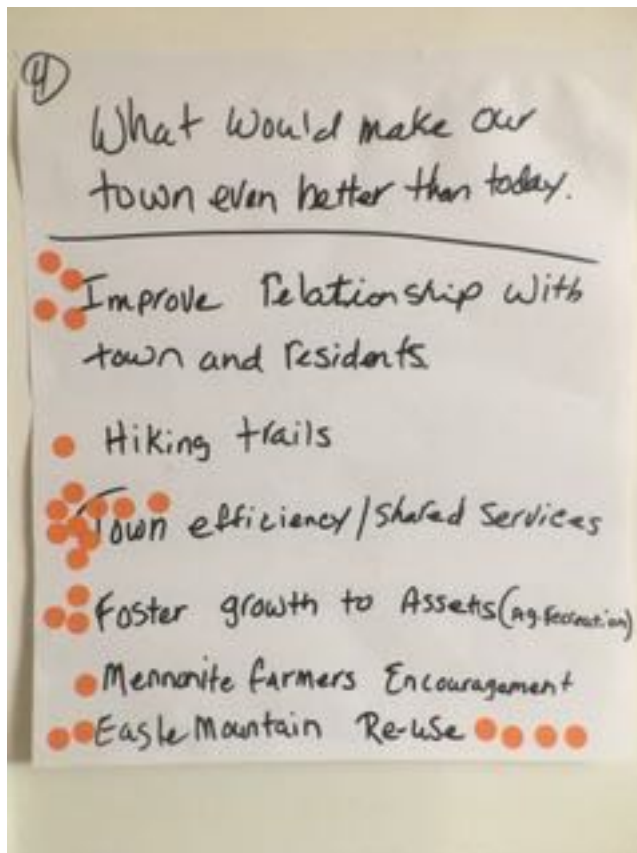 4
What would make our
town even better than today.
Improve relationship with
town and residents
Hiking trails
Town efficiency/shared services
Foster growth to Assets (ag. recreation)
Mennonite farmers Encouragement
Eagle Mountain Re-use